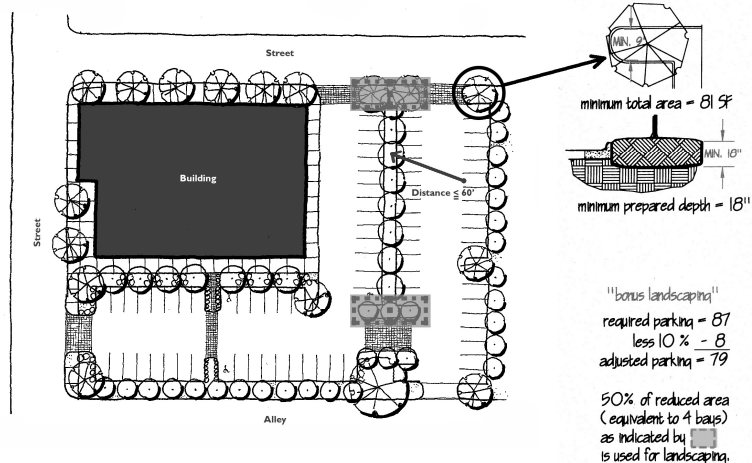 Street
Building
Street
Distance ≤ 60'
Alley
MIN. 9'
minimum total area = 81 SF
MIN. 18"
minimum prepared depth = 18"
"bonus landscaping"
required parking = 87
less 10 % - 8
adjusted parking = 79
50% of reduced area
(equivalent to 4 bays)
as indicated by
is used for landscaping.